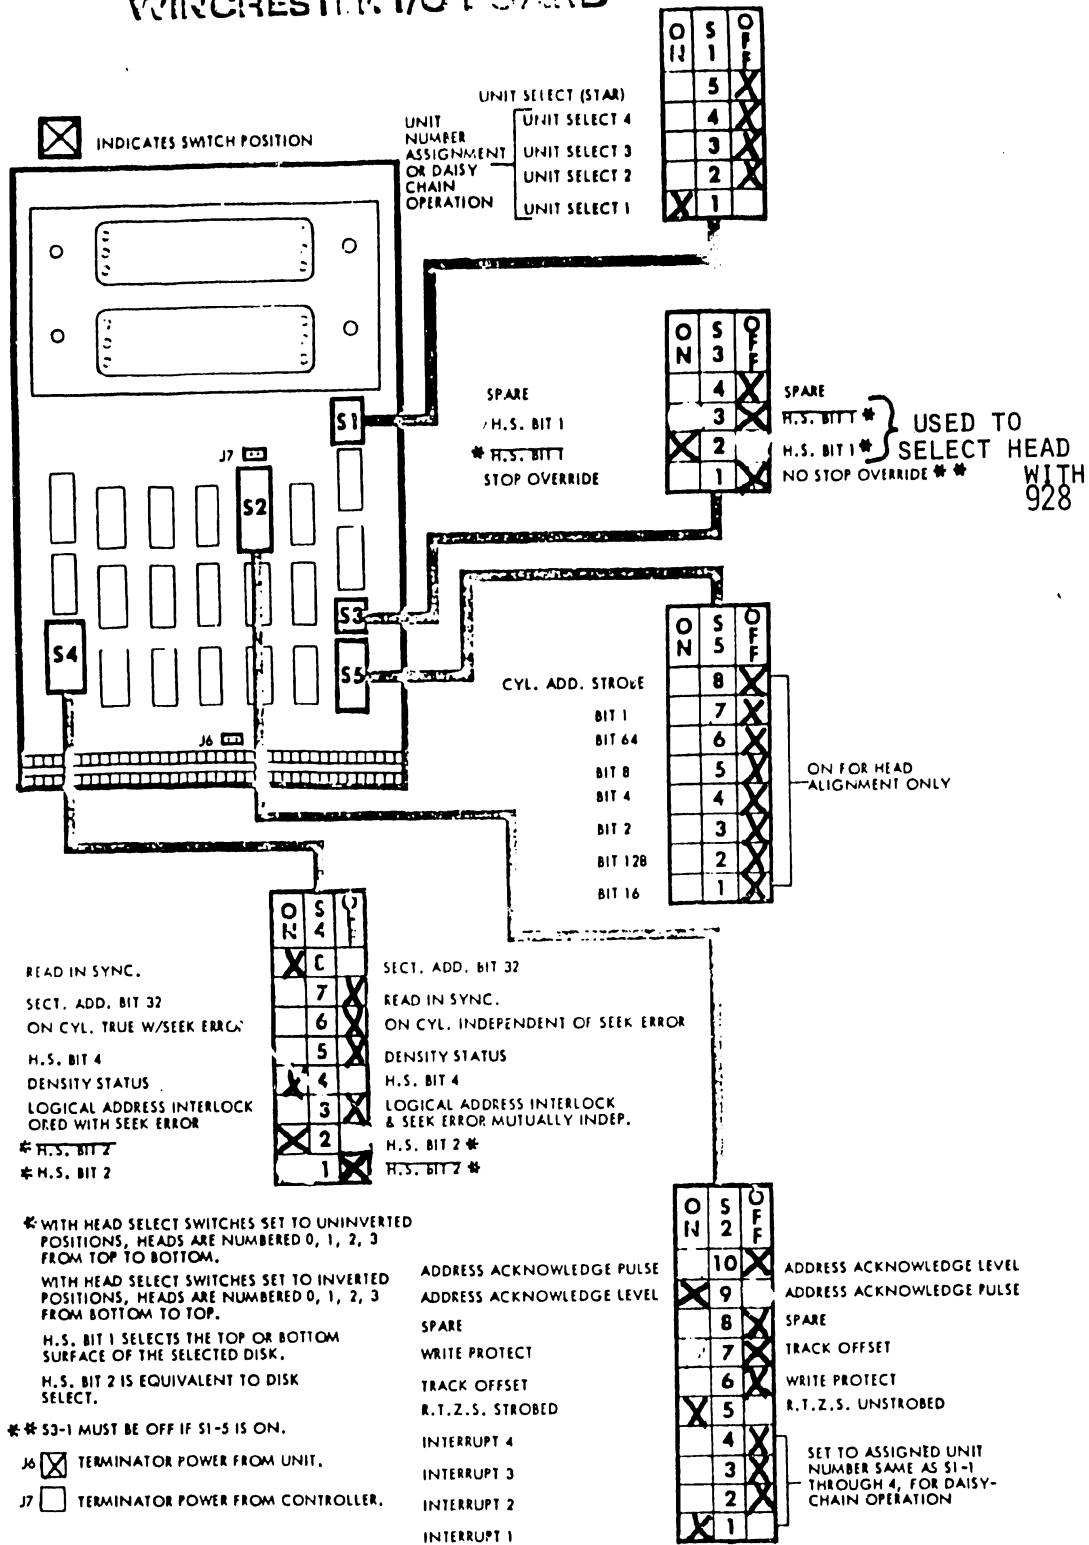 ON S1 OFF
UNIT SELECT (STAR) 5
UNIT NUMBER ASSIGNMENT OR DAISY CHAIN OPERATION
UNIT SELECT 4 4
UNIT SELECT 3 3
UNIT SELECT 2 2
UNIT SELECT 1 1
INDICATES SWITCH POSITION
S1
J7
S2
S3
S4
S5
J6
ON S3 OFF
SPARE 4 SPARE
H.S. BIT 1 3 H.S. BIT 1 *
* H.S. BIT 1 2 H.S. BIT 1 *
STOP OVERRIDE 1 NO STOP OVERRIDE * *
USED TO
SELECT HEAD
WITH
928
ON S5 OFF
CYL. ADD. STROBE 8
BIT 1 7
BIT 64 6
BIT 8 5
BIT 4 4
BIT 2 3
BIT 128 2
BIT 16 1
ON FOR HEAD
ALIGNMENT ONLY
ON S4
READ IN SYNC. SECT. ADD. BIT 32
SECT. ADD. BIT 32 7 READ IN SYNC.
ON CYL. TRUE W/SEEK ERROR 6 ON CYL. INDEPENDENT OF SEEK ERROR
5 DENSITY STATUS
H.S. BIT 4
DENSITY STATUS 4 H.S. BIT 4
LOGICAL ADDRESS INTERLOCK
ORED WITH SEEK ERROR
3 LOGICAL ADDRESS INTERLOCK
& SEEK ERROR MUTUALLY INDEP.
* H.S. BIT 2 2 H.S. BIT 2 *
* H.S. BIT 2 1 H.S. BIT 2 *
* WITH HEAD SELECT SWITCHES SET TO UNINVERTED
POSITIONS, HEADS ARE NUMBERED 0, 1, 2, 3
FROM TOP TO BOTTOM.
WITH HEAD SELECT SWITCHES SET TO INVERTED
POSITIONS, HEADS ARE NUMBERED 0, 1, 2, 3
FROM BOTTOM TO TOP.
H.S. BIT 1 SELECTS THE TOP OR BOTTOM
SURFACE OF THE SELECTED DISK.
H.S. BIT 2 IS EQUIVALENT TO DISK
SELECT.
* * S3-1 MUST BE OFF IF S1-5 IS ON.
J6 TERMINATOR POWER FROM UNIT.
J7 TERMINATOR POWER FROM CONTROLLER.
ON S2 OFF
ADDRESS ACKNOWLEDGE PULSE 10 ADDRESS ACKNOWLEDGE LEVEL
ADDRESS ACKNOWLEDGE LEVEL 9 ADDRESS ACKNOWLEDGE PULSE
SPARE 8 SPARE
WRITE PROTECT 7 TRACK OFFSET
TRACK OFFSET 6 WRITE PROTECT
R.T.Z.S. STROBED 5 R.T.Z.S. UNSTROBED
INTERRUPT 4 4
INTERRUPT 3 3
INTERRUPT 2 2
INTERRUPT 1 1
SET TO ASSIGNED UNIT
NUMBER SAME AS S1-1
THROUGH 4, FOR DAISY-
CHAIN OPERATION